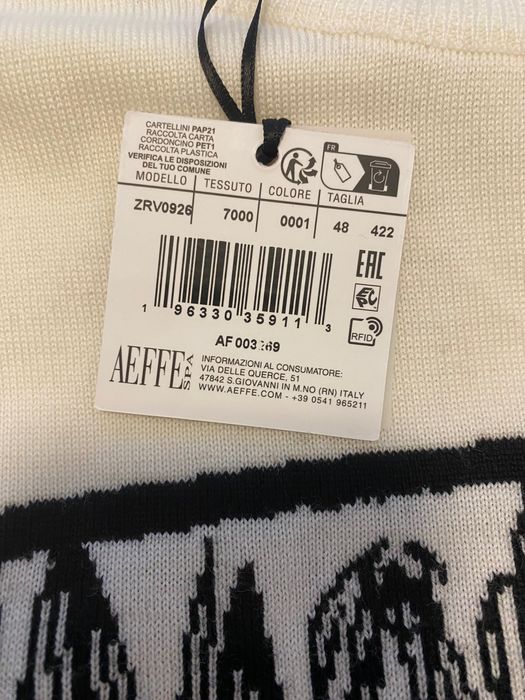 CARTELLINI PAP21
RACCOLTA CARTA
CORDONCINO PET1
RACCOLTA PLASTICA
VERIFICA LE DISPOSIZIONI
DEL TUO COMUNE
FR
MODELLO TESSUTO COLORE TAGLIA
ZRV0926 7000 0001 48 422
EAC
EPC
RFID
1 96330 35911 3
AEFFE SPA
INFORMAZIONI AL CONSUMATORE:
VIA DELLE QUERCE, 51
47842 S.GIOVANNI IN M.NO (RN) ITALY
WWW.AEFFE.COM - +39 0541 965211